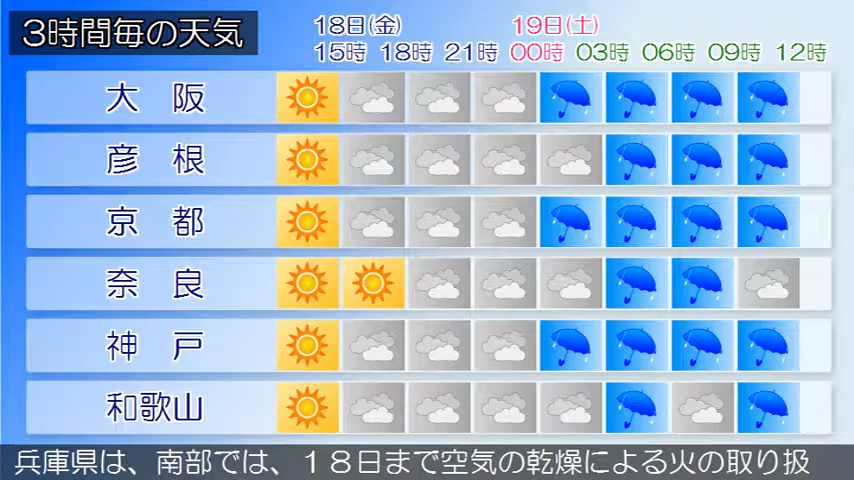 3時間毎の天気
18日(金) 19日(土)
15時 18時 21時 00時 03時 06時 09時 12時
大阪
彦根
京都
奈良
神戸
和歌山
兵庫県は、南部では、18日まで空気の乾燥による火の取り扱